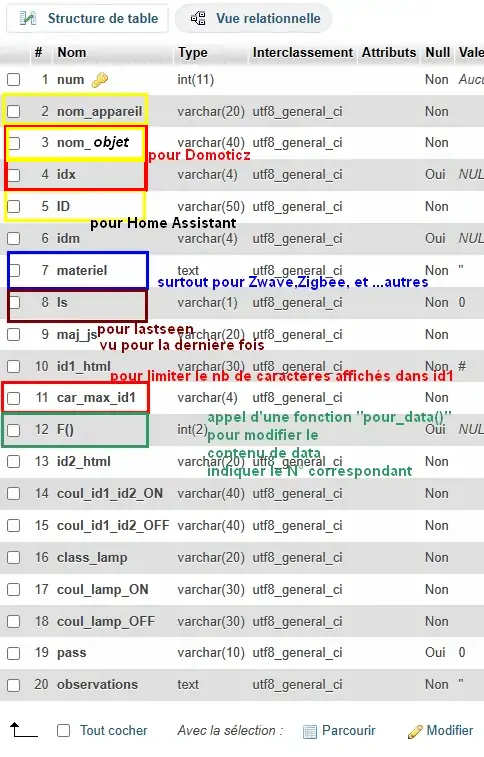 Structure de table Vue relationnelle
# Nom Type Interclassement Attributs Null Vale
1 num int(11) Non Aucu
2 nom_appareil varchar(20) utf8_general_ci Non
3 nom_ objet varchar(40) utf8_general_ci Non
pour Domoticz
4 idx varchar(4) utf8_general_ci Oui NUL
5 ID varchar(50) utf8_general_ci Non
pour Home Assistant
6 idm varchar(4) utf8_general_ci Oui NUL
7 materiel text utf8_general_ci Non "
surtout pour Zwave,Zigbee, et ...autres
8 ls varchar(1) utf8_general_ci Non 0
pour lastseen
9 maj_js varchar(20) utf8_general_ci Non
vu pour la dernière fois
10 id1_html varchar(30) utf8_general_ci Non #
pour limiter le nb de caractères affichés dans id1
11 car_max_id1 varchar(4) utf8_general_ci Non
appel d'une fonction "pour_data()"
12 F() int(2) Oui NUL
pour modifier le
contenu de data
13 id2_html varchar(20) utf8_general_ci Non
indiquer le N° correspondant
14 coul_id1_id2_ON varchar(40) utf8_general_ci Non
15 coul_id1_id2_OFF varchar(40) utf8_general_ci Non
16 class_lamp varchar(20) utf8_general_ci Non
17 coul_lamp_ON varchar(30) utf8_general_ci Non
18 coul_lamp_OFF varchar(30) utf8_general_ci Non
19 pass varchar(10) utf8_general_ci Oui 0
20 observations text utf8_general_ci Non "
Tout cocher Avec la sélection : Parcourir Modifier